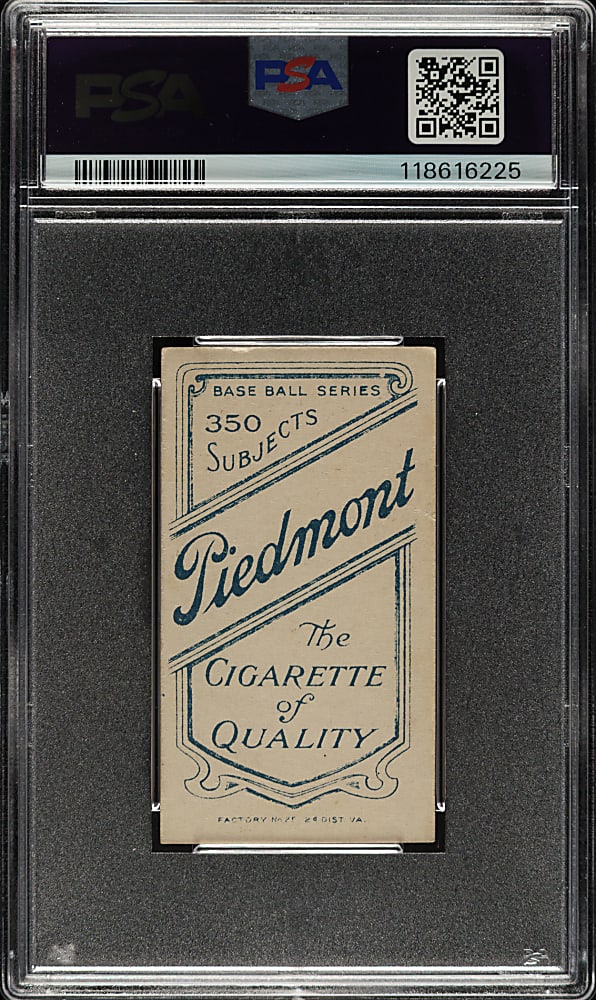 PSA
PSA
118616225
BASE BALL SERIES
350
SUBJECTS
Piedmont
The
CIGARETTE
of
QUALITY
FACTORY No 25 2d DIST. VA.